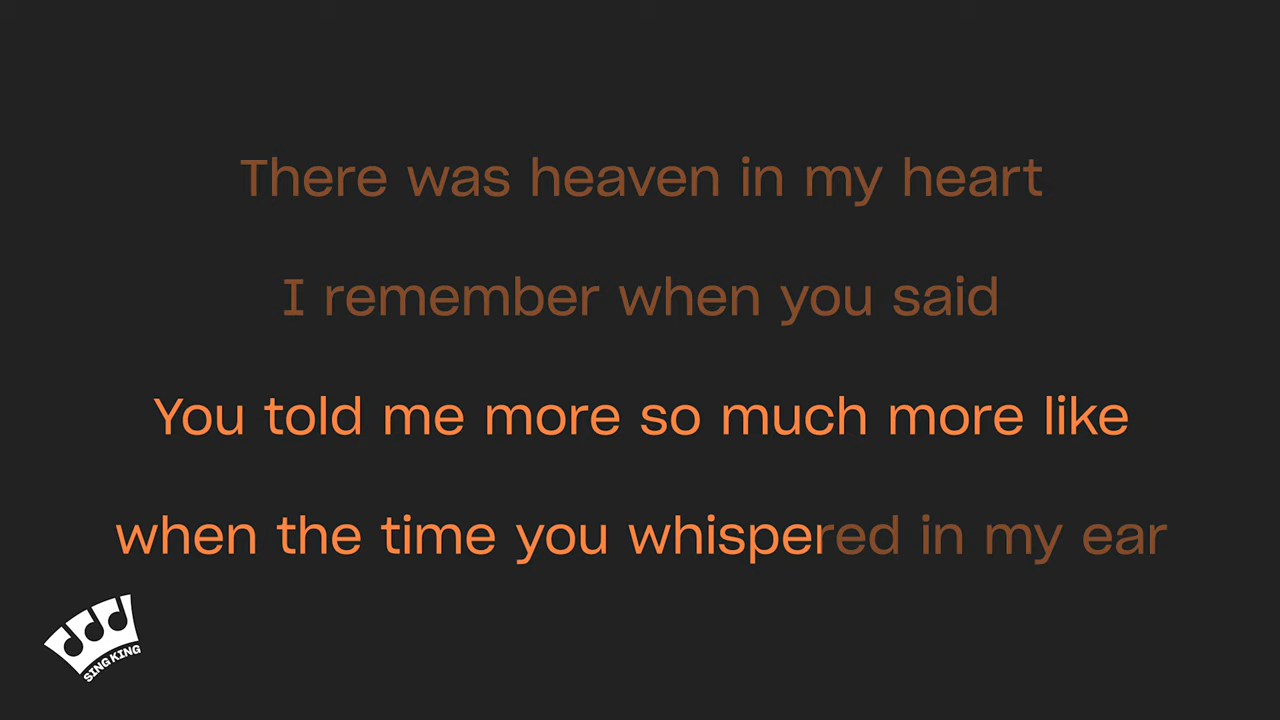 There was heaven in my heart
I remember when you said
You told me more so much more like
when the time you whispered in my ear
SING KING